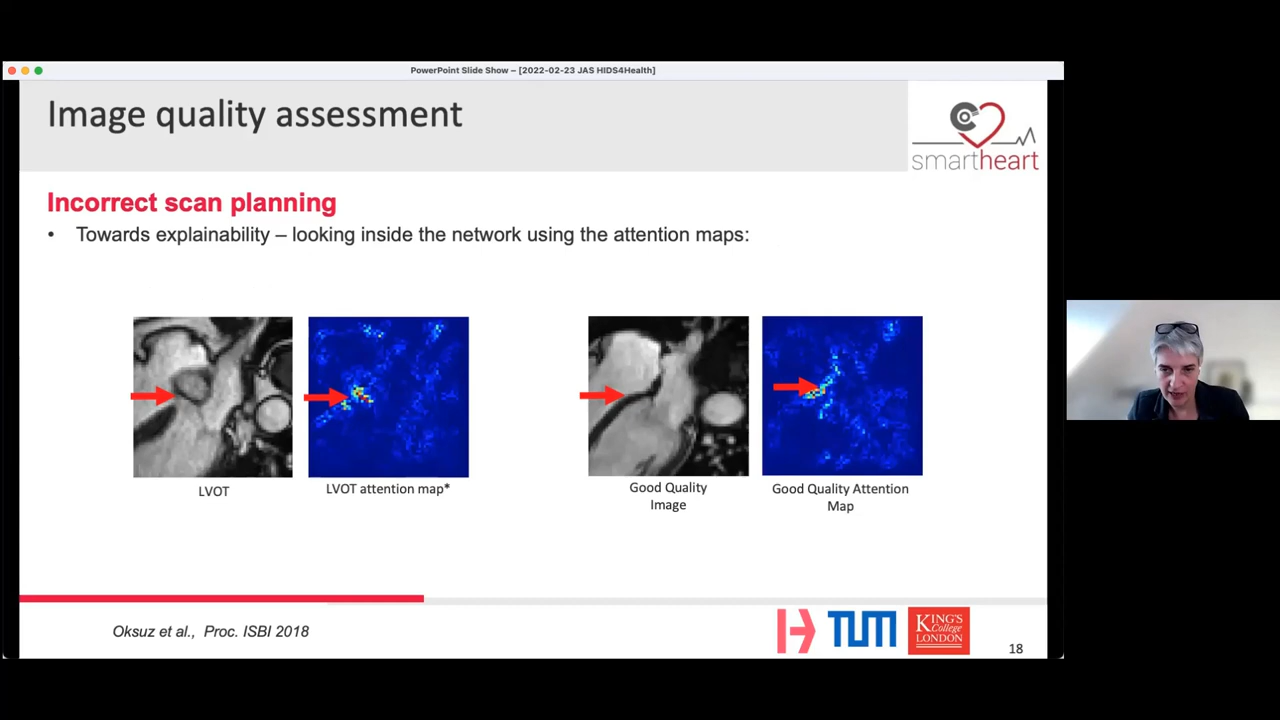 PowerPoint Slide Show – [2022-02-23 JAS HIDS4Health]
Image quality assessment
smartheart
Incorrect scan planning
• Towards explainability – looking inside the network using the attention maps:
LVOT
LVOT attention map*
Good Quality
Image
Good Quality Attention
Map
Oksuz et al., Proc. ISBI 2018
TUM
KING'S
College
LONDON
18